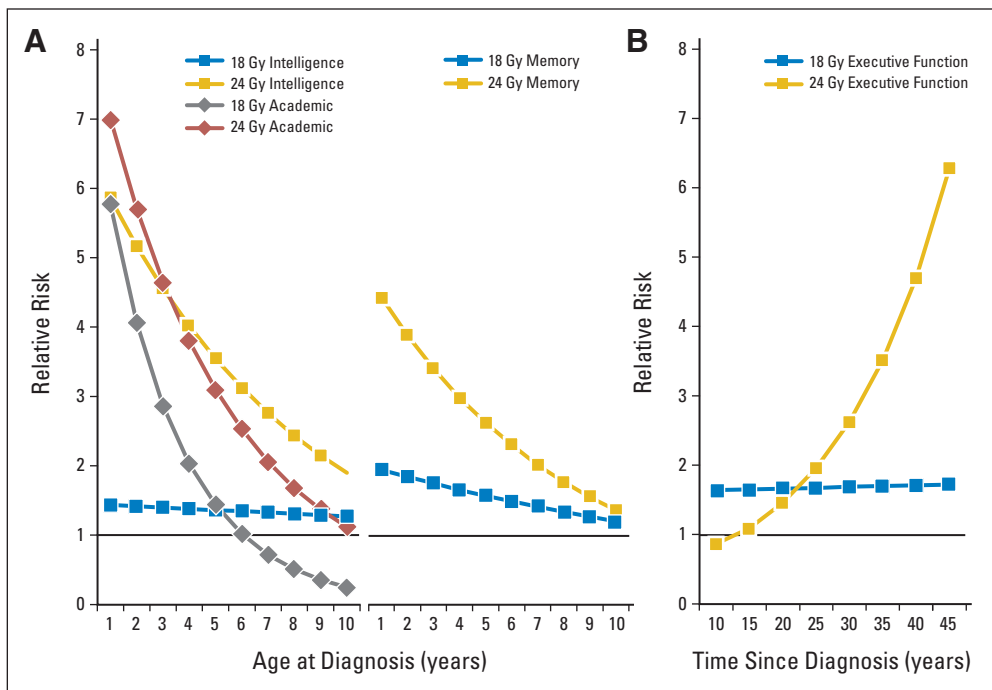 A
18 Gy Intelligence
24 Gy Intelligence
18 Gy Academic
24 Gy Academic
18 Gy Memory
24 Gy Memory
8
7
6
5
4
3
2
1
0
Relative Risk
1 2 3 4 5 6 7 8 9 10
1 2 3 4 5 6 7 8 9 10
Age at Diagnosis (years)
B
18 Gy Executive Function
24 Gy Executive Function
8
7
6
5
4
3
2
1
0
Relative Risk
10 15 20 25 30 35 40 45
Time Since Diagnosis (years)